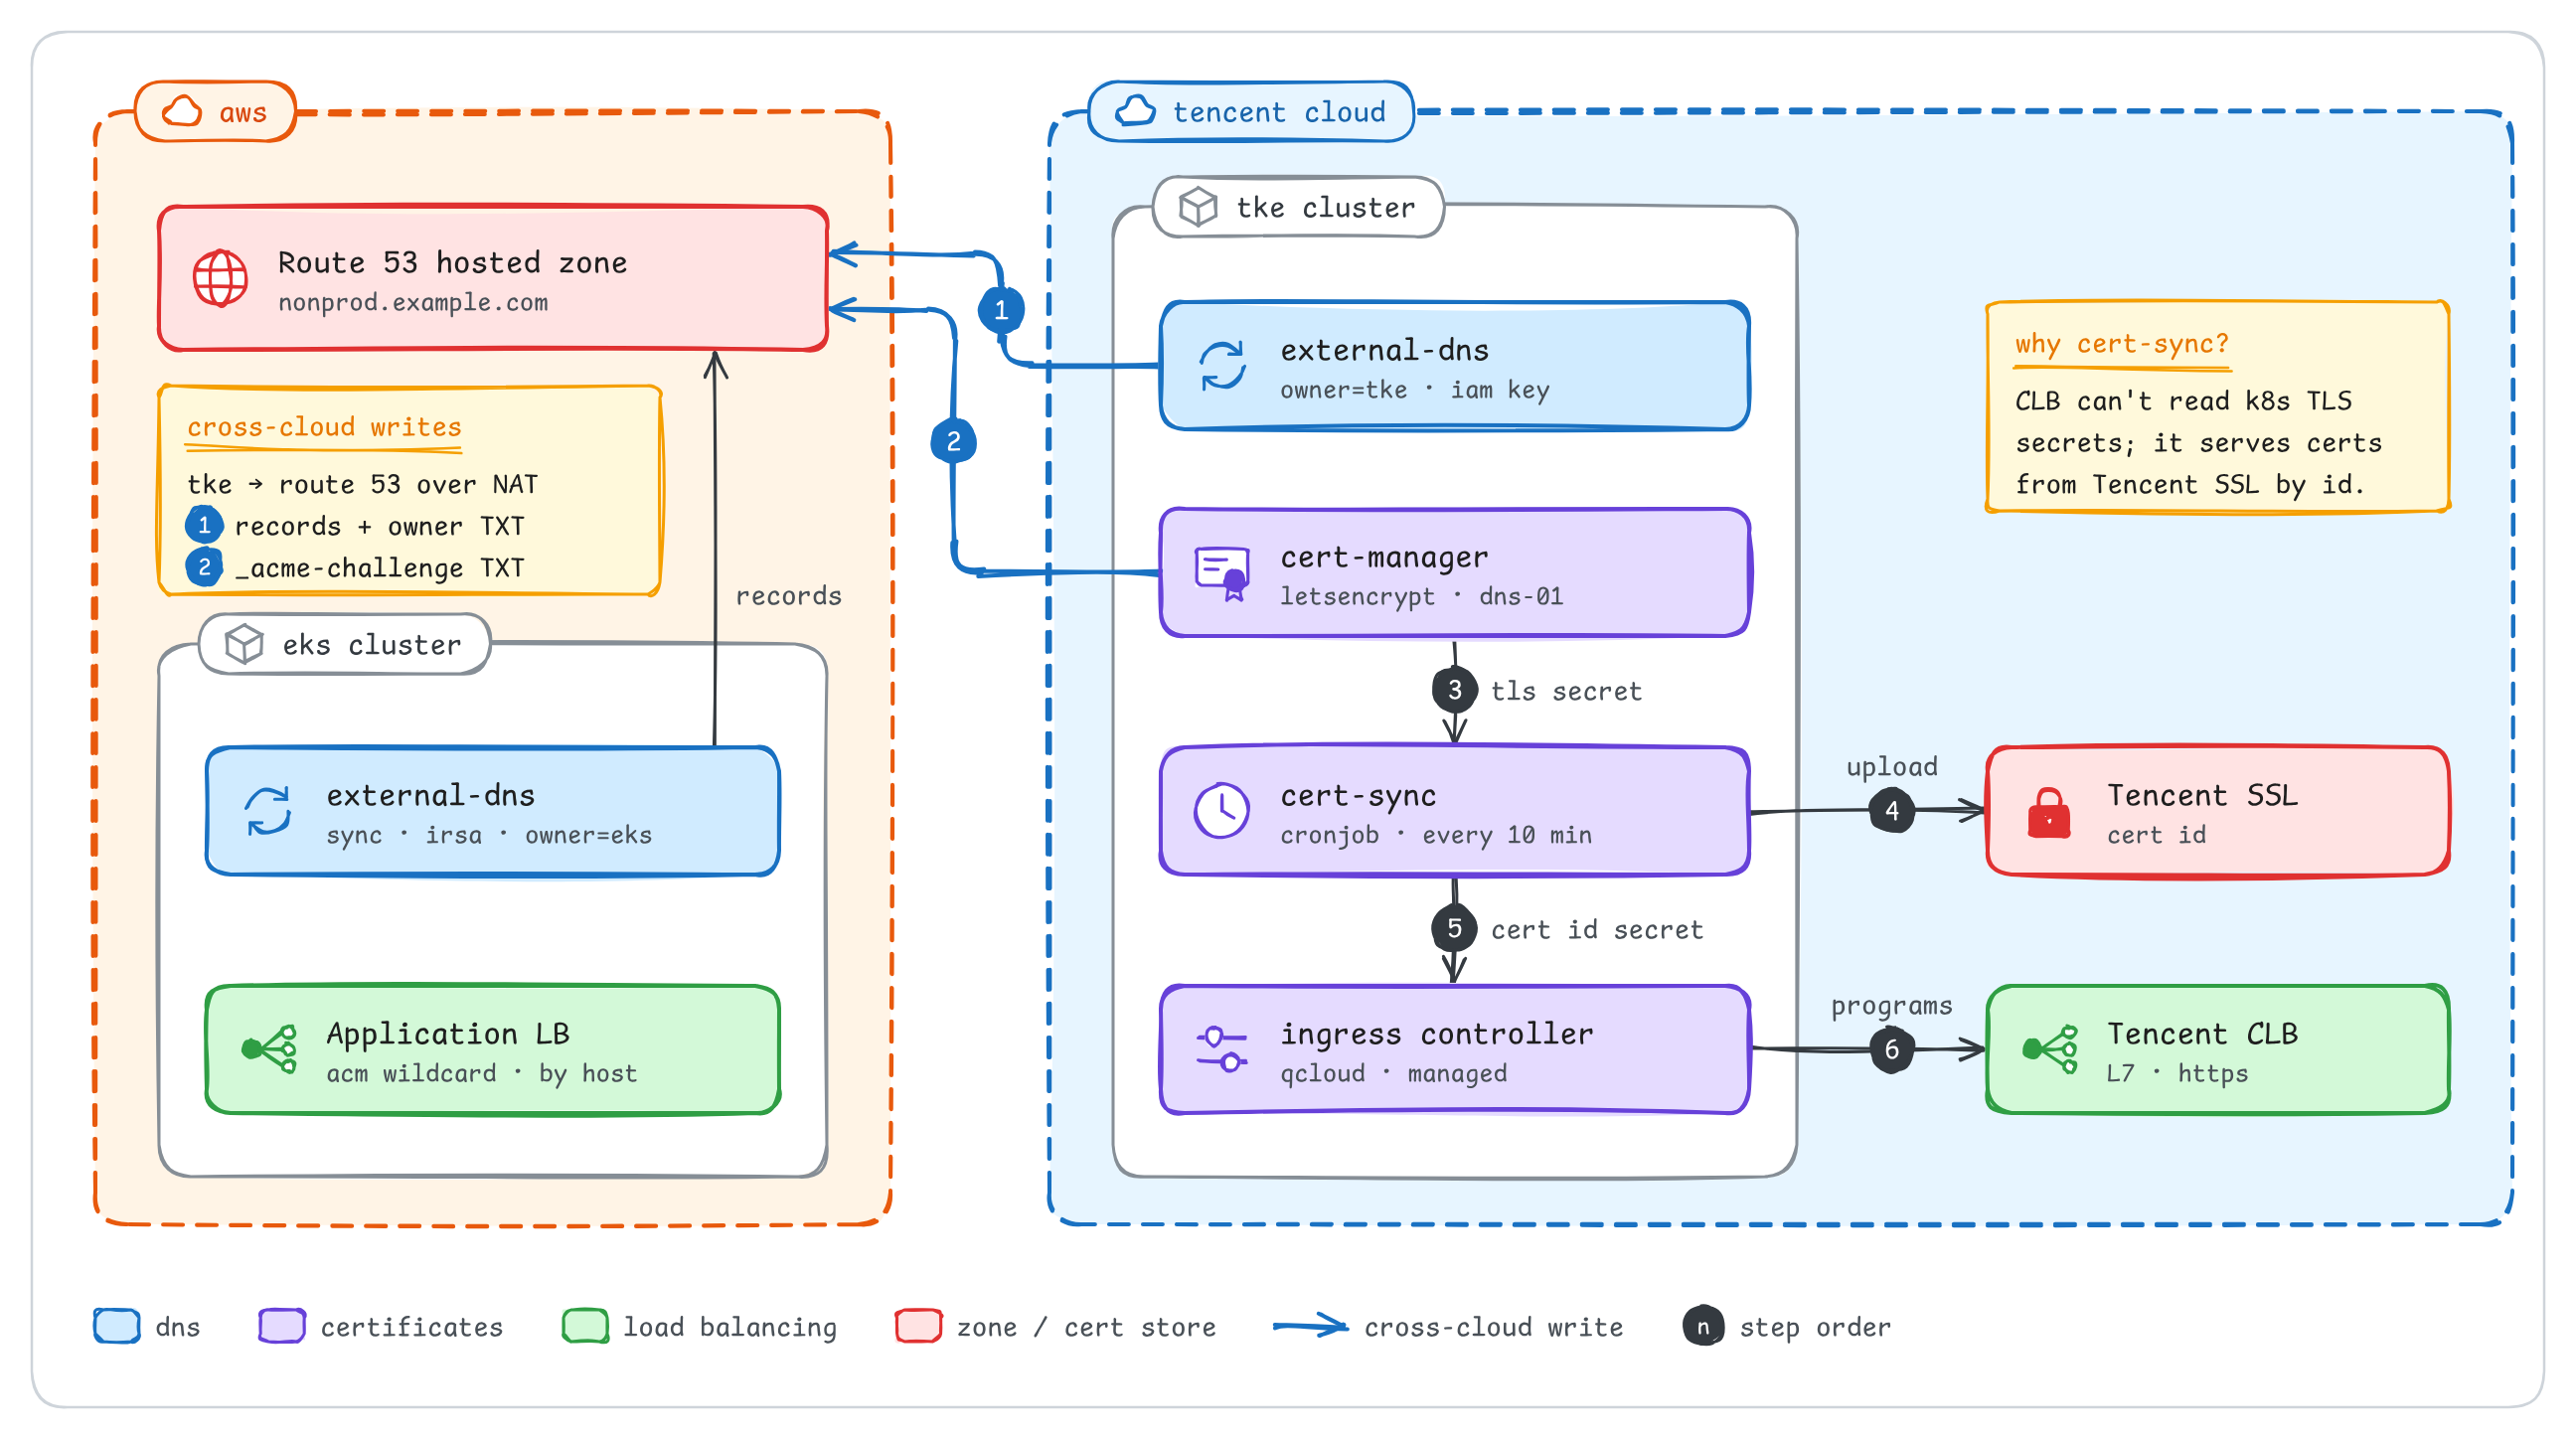 aws
Route 53 hosted zone
nonprod.example.com
cross-cloud writes
tke → route 53 over NAT
1 records + owner TXT
2 _acme-challenge TXT
records
eks cluster
external-dns
sync · irsa · owner=eks
Application LB
acm wildcard · by host
1
2
tencent cloud
tke cluster
external-dns
owner=tke · iam key
cert-manager
letsencrypt · dns-01
3 tls secret
cert-sync
cronjob · every 10 min
5 cert id secret
ingress controller
qcloud · managed
why cert-sync?
CLB can't read k8s TLS
secrets; it serves certs
from Tencent SSL by id.
upload
4
Tencent SSL
cert id
programs
6
Tencent CLB
L7 · https
dns
certificates
load balancing
zone / cert store
cross-cloud write
n step order